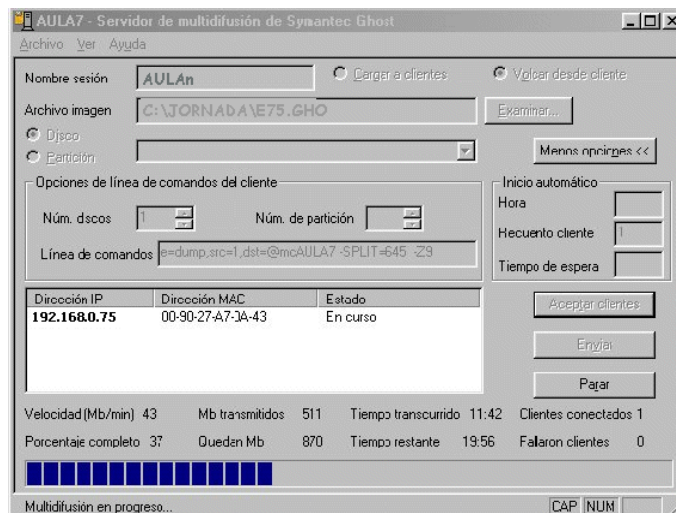 AULA7 - Servidor de multidifusión de Symantec Ghost
Archivo Ver Ayuda
Nombre sesión AULAn Cargar a clientes Volcar desde cliente
Archivo imagen C:\JORNADA\E75.GHO Examinar...
Disco
Partición Menos opciones <<
Opciones de línea de comandos del cliente Inicio automático
Hora
Núm. discos 1 Núm. de partición Recuento cliente 1
Línea de comandos e=dump,src=1,dst=@mcAULA7 -SPLIT=645 -Z9 Tiempo de espera
Dirección IP Dirección MAC Estado
192.168.0.75 00-90-27-A7-0A-43 En curso
Aceptar clientes
Enviar
Parar
Velocidad (Mb/min) 43 Mb transmitidos 511 Tiempo transcurrido 11:42 Clientes conectados 1
Porcentaje completo 37 Quedan Mb 870 Tiempo restante 19:56 Fallaron clientes 0
Multidifusión en progreso... CAP NUM